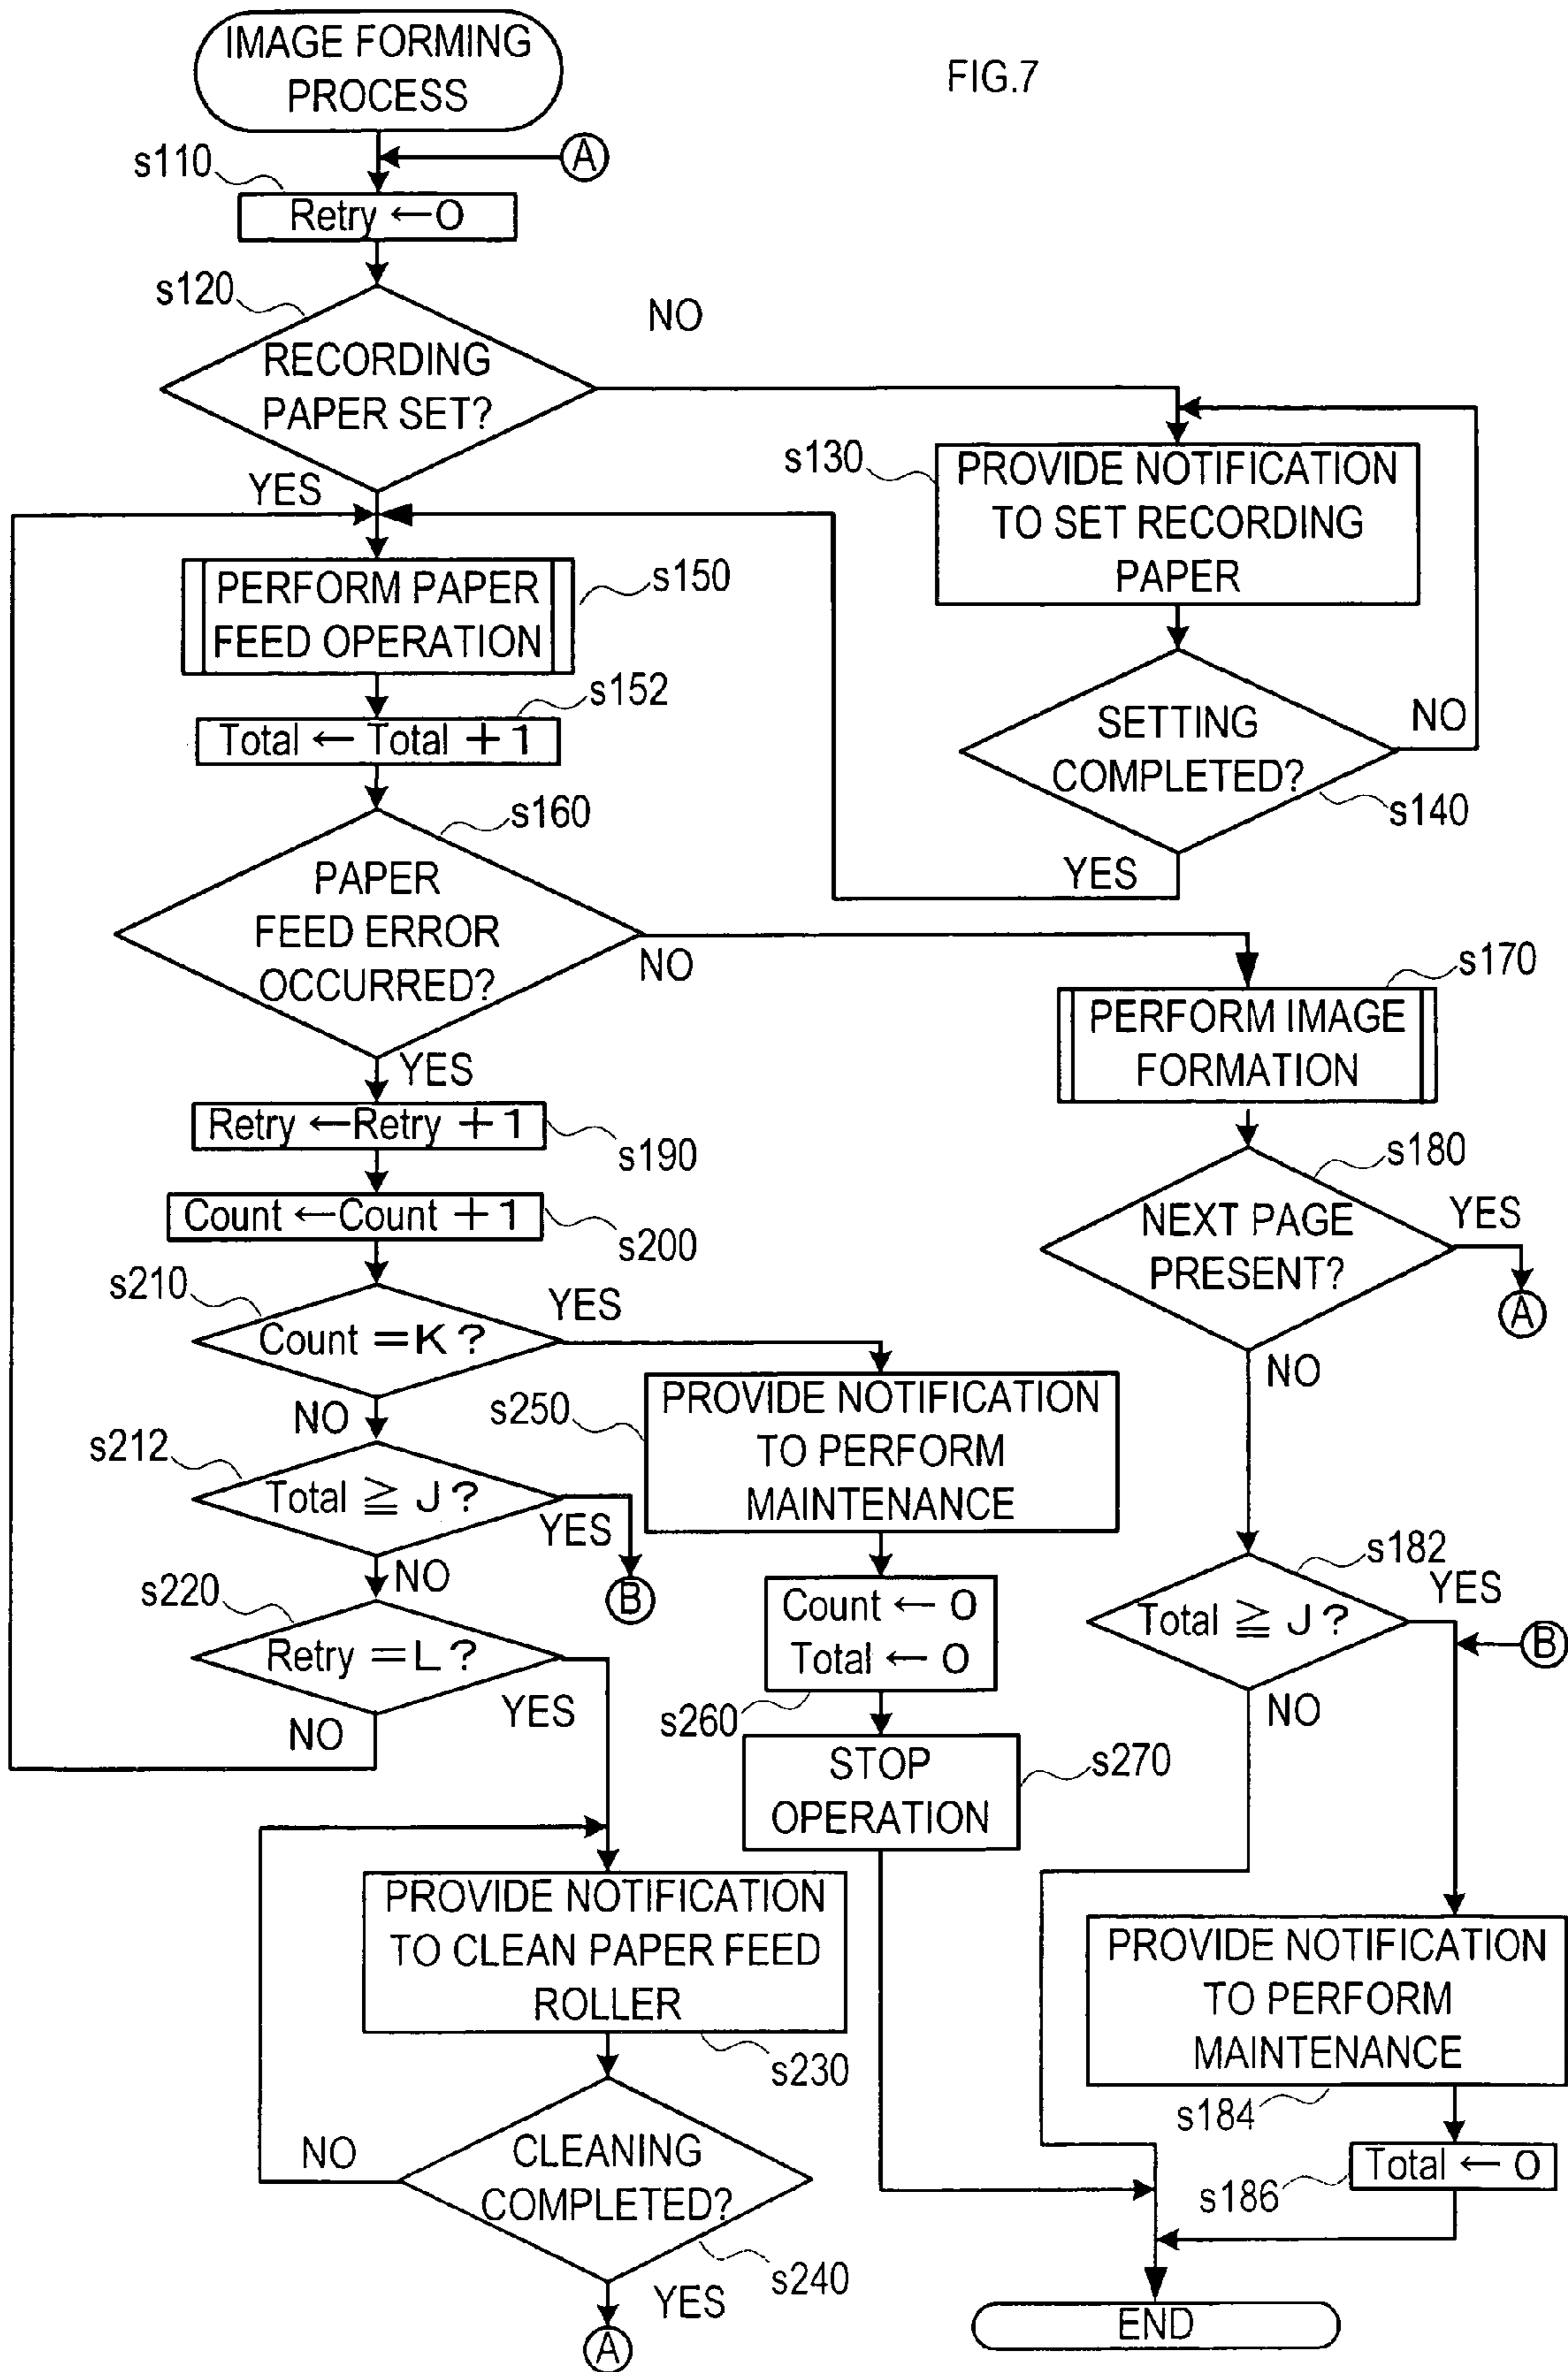 FIG.7
IMAGE FORMING
PROCESS
A
s110
Retry ←0
s120
RECORDING
PAPER SET?
NO
YES
s130
PROVIDE NOTIFICATION
TO SET RECORDING
PAPER
PERFORM PAPER
FEED OPERATION
s150
s152
Total ← Total +1
SETTING
COMPLETED?
NO
s140
YES
s160
PAPER
FEED ERROR
OCCURRED?
NO
YES
s170
PERFORM IMAGE
FORMATION
Retry ←Retry +1
s190
s180
NEXT PAGE
PRESENT?
YES
A
NO
Count ←Count +1
s200
s210
Count =K?
YES
NO
s250
PROVIDE NOTIFICATION
TO PERFORM
MAINTENANCE
s212
Total ≧ J?
YES
B
NO
s220
Retry =L?
YES
NO
Count ← 0
Total ← 0
s260
STOP
OPERATION
s270
s182
Total ≧ J?
YES
B
NO
PROVIDE NOTIFICATION
TO CLEAN PAPER FEED
ROLLER
s230
PROVIDE NOTIFICATION
TO PERFORM
MAINTENANCE
s184
Total ← 0
s186
CLEANING
COMPLETED?
NO
s240
YES
A
END